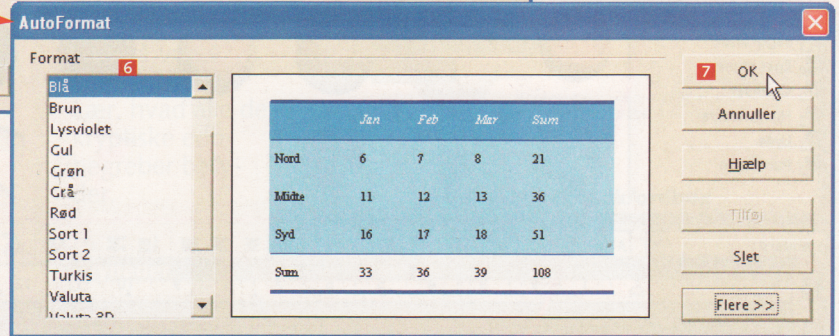 AutoFormat
Format
6
Blå
Brun
Lysviolet
Gul
Grøn
Grå
Rød
Sort 1
Sort 2
Turkis
Valuta
Valuta 3D
Jan Feb Mar Sum
Nord 6 7 8 21
Midte 11 12 13 36
Syd 16 17 18 51
Sum 33 36 39 108
7 OK
Annuller
Hjælp
Tilføj
Slet
Flere >>